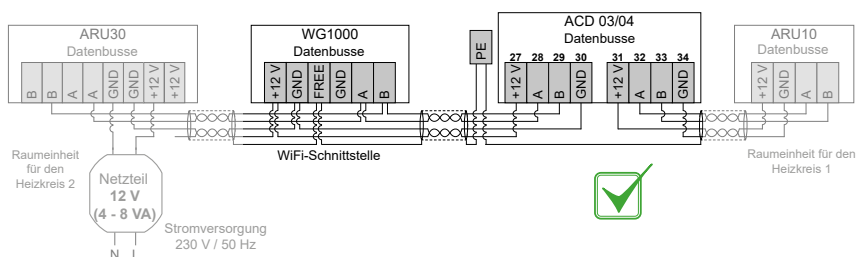 ARU30
Datenbusse
B B A A GND GND +12 V +12 V
WG1000
Datenbusse
+12 V GND FREE GND A B
PE
ACD 03/04
Datenbusse
27 28 29 30 31 32 33 34
+12 V A B GND +12 V A B GND
ARU10
Datenbusse
+12 V GND A B
Raumeinheit
für den
Heizkreis 2
WiFi-Schnittstelle
Raumeinheit für den
Heizkreis 1
Netzteil
12 V
(4 - 8 VA)
Stromversorgung
230 V / 50 Hz
N L